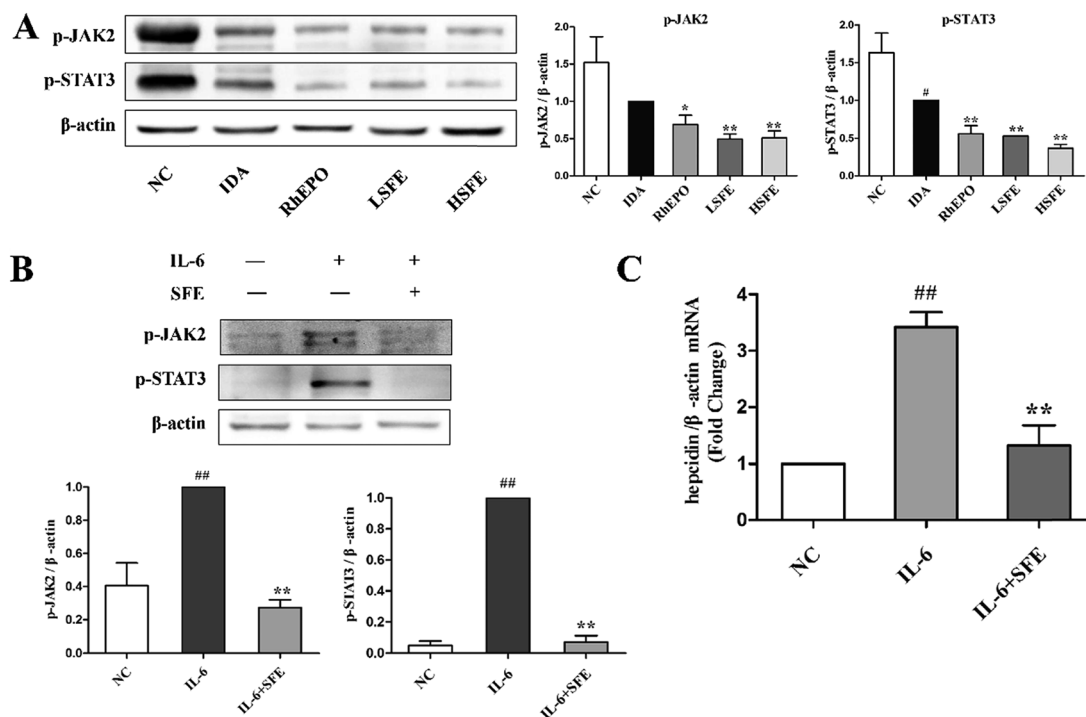 A
p-JAK2
p-STAT3
β-actin
NC IDA RhEPO LSFE HSFE
p-JAK2
p-JAK2 / β -actin
2.0
1.5
1.0
0.5
0.0
* ** **
NC IDA RhEPO LSFE HSFE
p-STAT3
p-STAT3 / β -actin
2.0
1.5
1.0
0.5
0.0
# ** ** **
NC IDA RhEPO LSFE HSFE
B
IL-6 — + +
SFE — — +
p-JAK2
p-STAT3
β-actin
p-JAK2 / β -actin
1.0
0.8
0.6
0.4
0.2
0.0
##
**
NC IL-6 IL-6+SFE
p-STAT3 / β -actin
1.0
0.8
0.6
0.4
0.2
0.0
##
**
NC IL-6 IL-6+SFE
C
hepcidin/β -actin mRNA
(Fold Change)
4
3
2
1
0
##
**
NC IL-6 IL-6+SFE